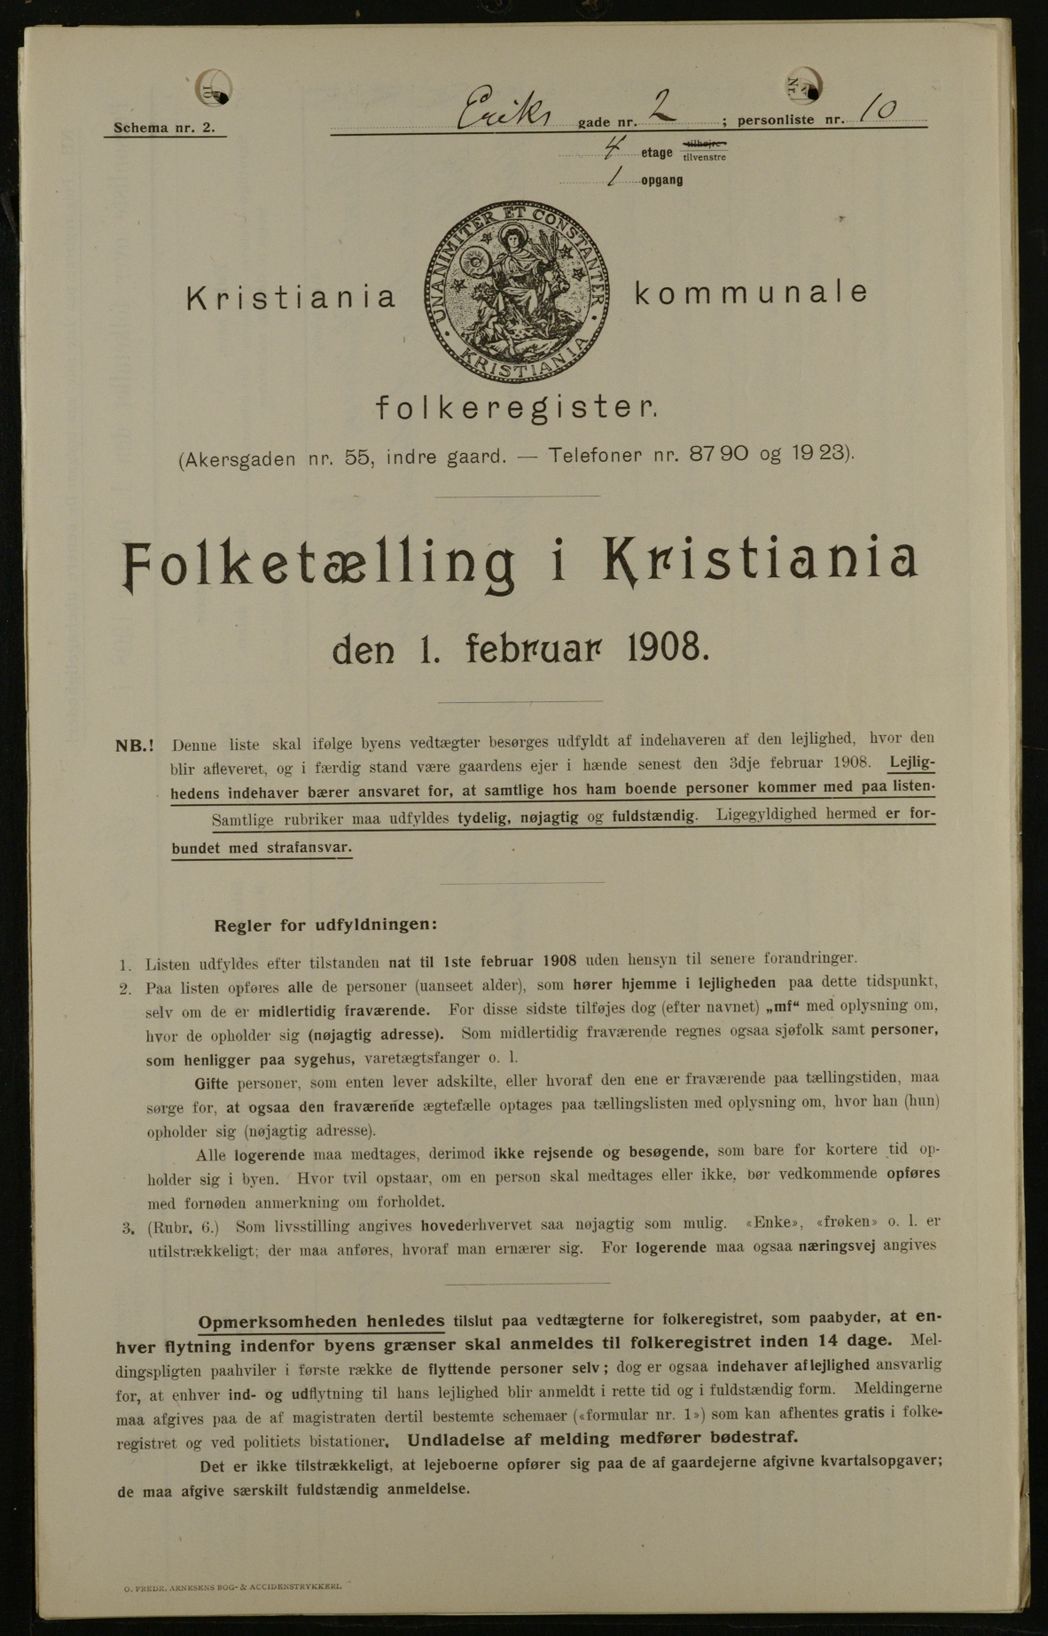 Schema nr. 2.
Eriks gade nr. 2 ; personliste nr. 10
4 etage tilhøjre
tilvenstre
1 opgang
UNANIMITER ET CONSTANTER · KRISTIANIA ·
Kristiania kommunale
folkeregister.
(Akersgaden nr. 55, indre gaard. — Telefoner nr. 8790 og 1923).
Folketælling i Kristiania
den 1. februar 1908.
NB.! Denne liste skal ifølge byens vedtægter besørges udfyldt af indehaveren af den lejlighed, hvor den
blir afleveret, og i færdig stand være gaardens ejer i hænde senest den 3dje februar 1908. Lejlig-
hedens indehaver bærer ansvaret for, at samtlige hos ham boende personer kommer med paa listen.
Samtlige rubriker maa udfyldes tydelig, nøjagtig og fuldstændig. Ligegyldighed hermed er for-
bundet med strafansvar.
Regler for udfyldningen:
1. Listen udfyldes efter tilstanden nat til 1ste februar 1908 uden hensyn til senere forandringer.
2. Paa listen opføres alle de personer (uanseet alder), som hører hjemme i lejligheden paa dette tidspunkt,
selv om de er midlertidig fraværende. For disse sidste tilføjes dog (efter navnet) „mf“ med oplysning om,
hvor de opholder sig (nøjagtig adresse). Som midlertidig fraværende regnes ogsaa sjøfolk samt personer,
som henligger paa sygehus, varetægtsfanger o. l.
Gifte personer, som enten lever adskilte, eller hvoraf den ene er fraværende paa tællingstiden, maa
sørge for, at ogsaa den fraværende ægtefælle optages paa tællingslisten med oplysning om, hvor han (hun)
opholder sig (nøjagtig adresse).
Alle logerende maa medtages, derimod ikke rejsende og besøgende, som bare for kortere tid op-
holder sig i byen. Hvor tvil opstaar, om en person skal medtages eller ikke, bør vedkommende opføres
med fornøden anmerkning om forholdet.
3. (Rubr. 6.) Som livsstilling angives hovederhvervet saa nøjagtig som mulig. «Enke», «frøken» o. l. er
utilstrækkeligt; der maa anføres, hvoraf man ernærer sig. For logerende maa ogsaa næringsvej angives
Opmerksomheden henledes tilslut paa vedtægterne for folkeregistret, som paabyder, at en-
hver flytning indenfor byens grænser skal anmeldes til folkeregistret inden 14 dage. Mel-
dingspligten paahviler i første række de flyttende personer selv; dog er ogsaa indehaver af lejlighed ansvarlig
for, at enhver ind- og udflytning til hans lejlighed blir anmeldt i rette tid og i fuldstændig form. Meldingerne
maa afgives paa de af magistraten dertil bestemte schemaer («formular nr. 1») som kan afhentes gratis i folke-
registret og ved politiets bistationer. Undladelse af melding medfører bødestraf.
Det er ikke tilstrækkeligt, at lejeboerne opfører sig paa de af gaardejerne afgivne kvartalsopgaver;
de maa afgive særskilt fuldstændig anmeldelse.
O. FREDR. ARNESENS BOG- & ACCIDENSTRYKKERI.